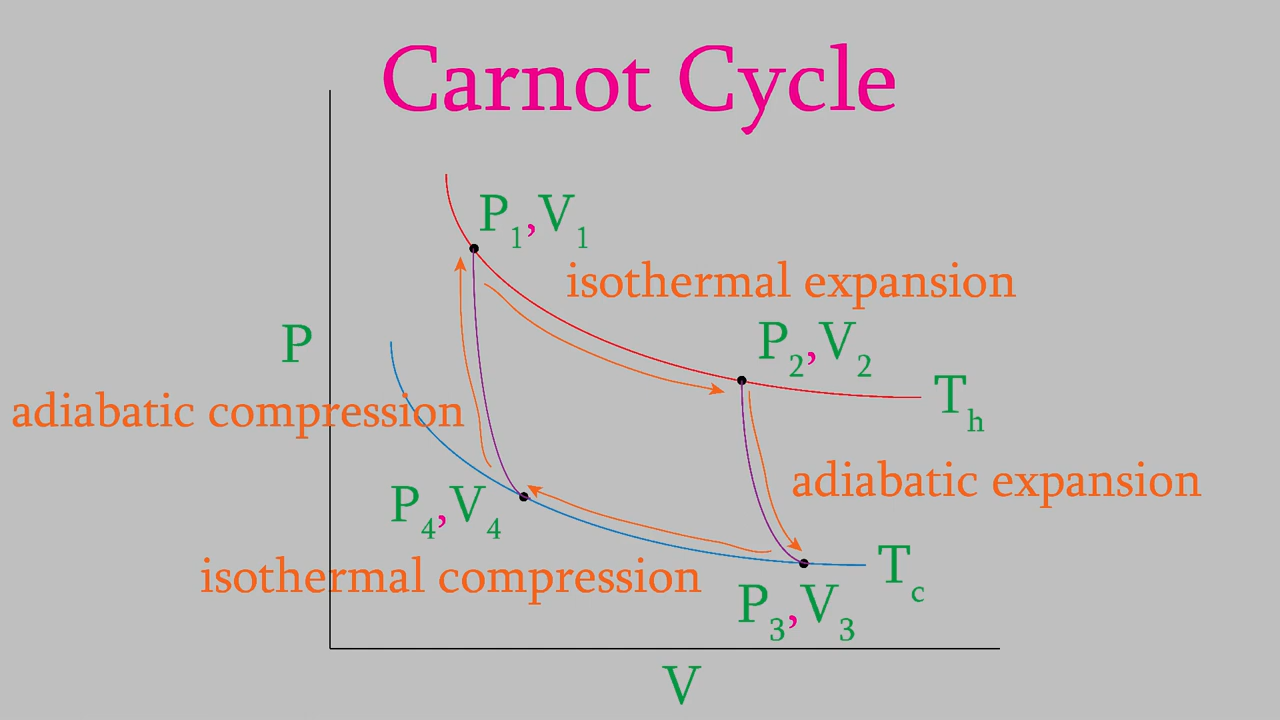 Carnot Cycle
P₁,V₁
isothermal expansion
P₂,V₂
P
Tₕ
adiabatic compression
adiabatic expansion
P₄,V₄
T꜀
isothermal compression
P₃,V₃
V